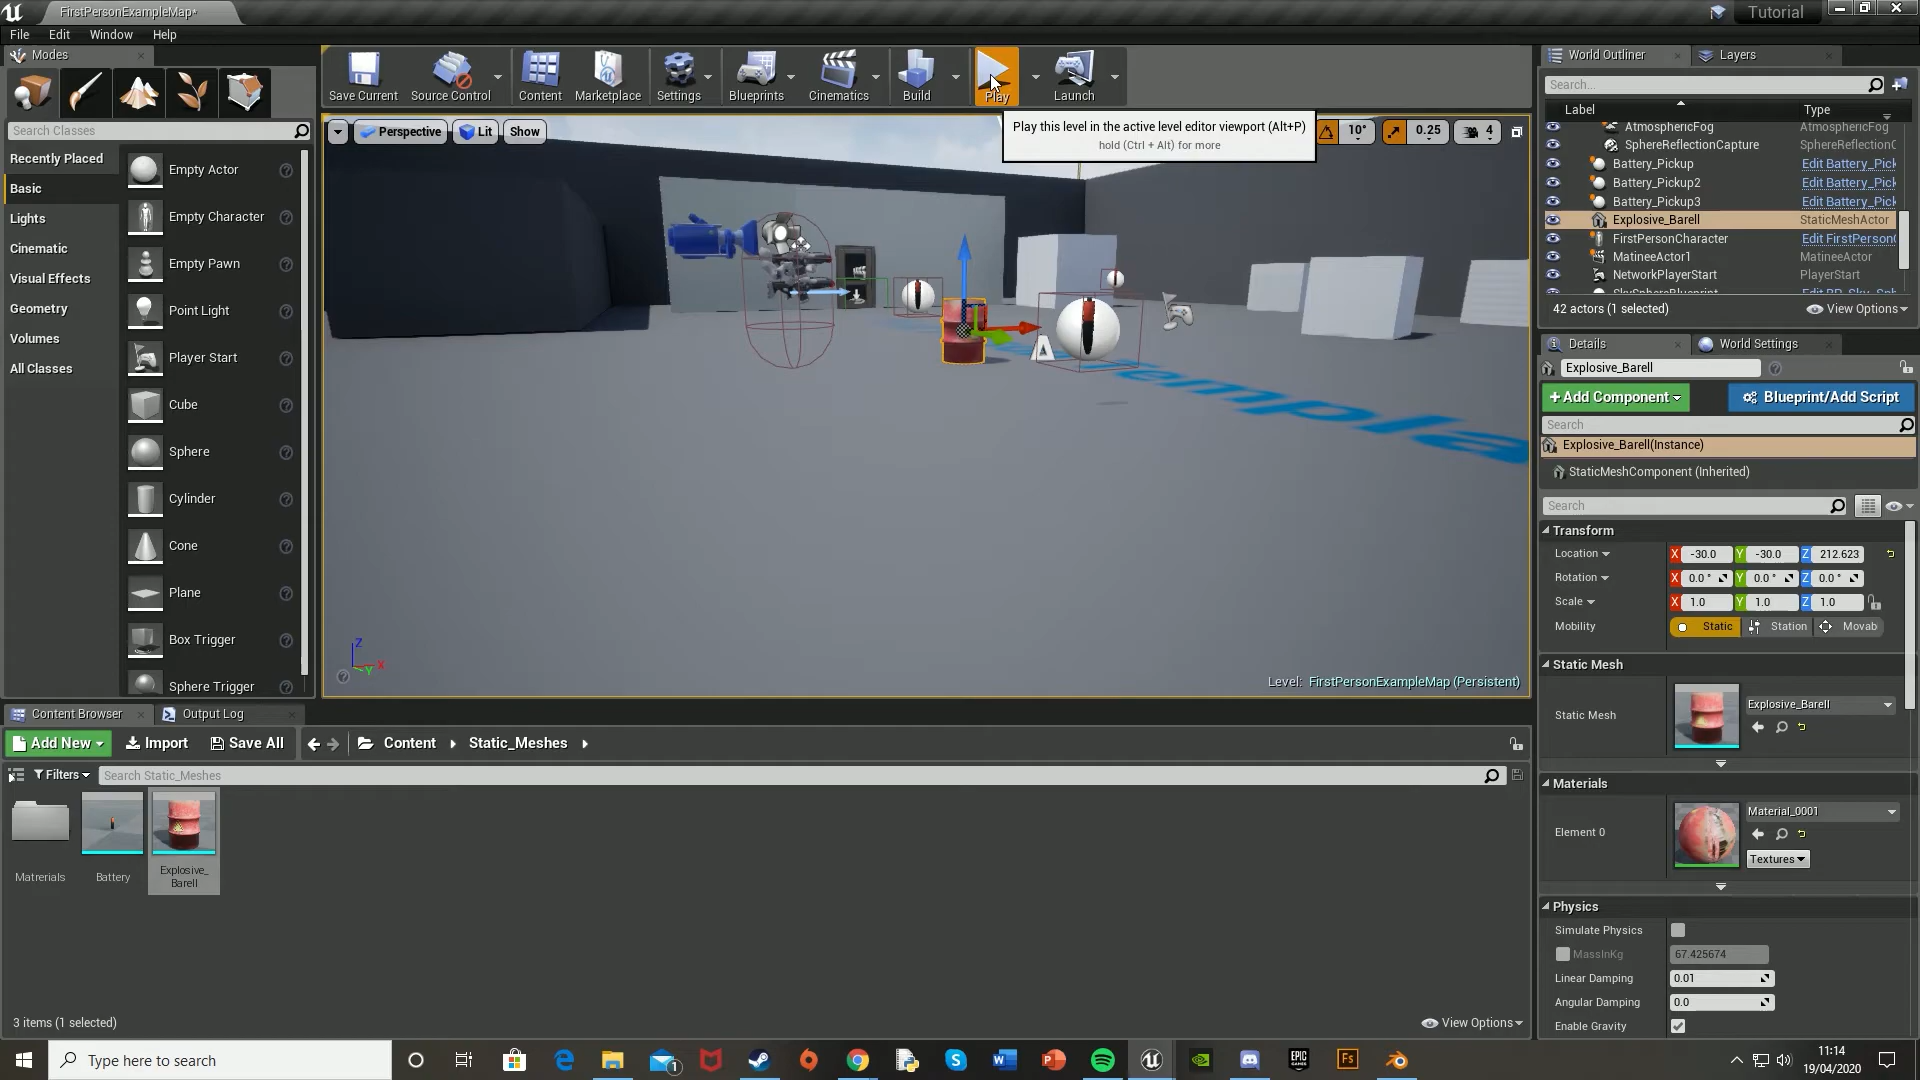 FirstPersonExampleMap*
Tutorial
File Edit Window Help
Modes
World Outliner
Layers
Save Current
Source Control
Content
Marketplace
Settings
Blueprints
Cinematics
Build
Play
Launch
Search Classes
Recently Placed
Basic
Lights
Cinematic
Visual Effects
Geometry
Volumes
All Classes
Empty Actor
Empty Character
Empty Pawn
Point Light
Player Start
Cube
Sphere
Cylinder
Cone
Plane
Box Trigger
Sphere Trigger
Perspective
Lit
Show
Play this level in the active level editor viewport (Alt+P)
hold (Ctrl + Alt) for more
10°
0.25
4
Templa
Z
X
Y
Level: FirstPersonExampleMap (Persistent)
Search...
Label Type
AtmosphericFog AtmosphericFog
SphereReflectionCapture SphereReflectionC
Battery_Pickup Edit Battery_Pick
Battery_Pickup2 Edit Battery_Pick
Battery_Pickup3 Edit Battery_Pick
Explosive_Barell StaticMeshActor
FirstPersonCharacter Edit FirstPersonC
MatineeActor1 MatineeActor
NetworkPlayerStart PlayerStart
42 actors (1 selected)
View Options
Details
World Settings
Explosive_Barell
+Add Component
Blueprint/Add Script
Search
Explosive_Barell(Instance)
StaticMeshComponent (Inherited)
Search
Transform
Location X -30.0 Y -30.0 Z 212.623
Rotation X 0.0 ° Y 0.0 ° Z 0.0 °
Scale X 1.0 Y 1.0 Z 1.0
Mobility Static Station Movab
Static Mesh
Static Mesh
Explosive_Barell
Materials
Element 0
Material_0001
Textures
Physics
Simulate Physics
MassInKg 67.425674
Linear Damping 0.01
Angular Damping 0.0
Enable Gravity
Content Browser
Output Log
Add New
Import
Save All
Content
Static_Meshes
Filters
Search Static_Meshes
Matrerials
Battery
Explosive_
Barell
3 items (1 selected)
View Options
Type here to search
1
EPIC
GAMES
Fs
11:14
19/04/2020